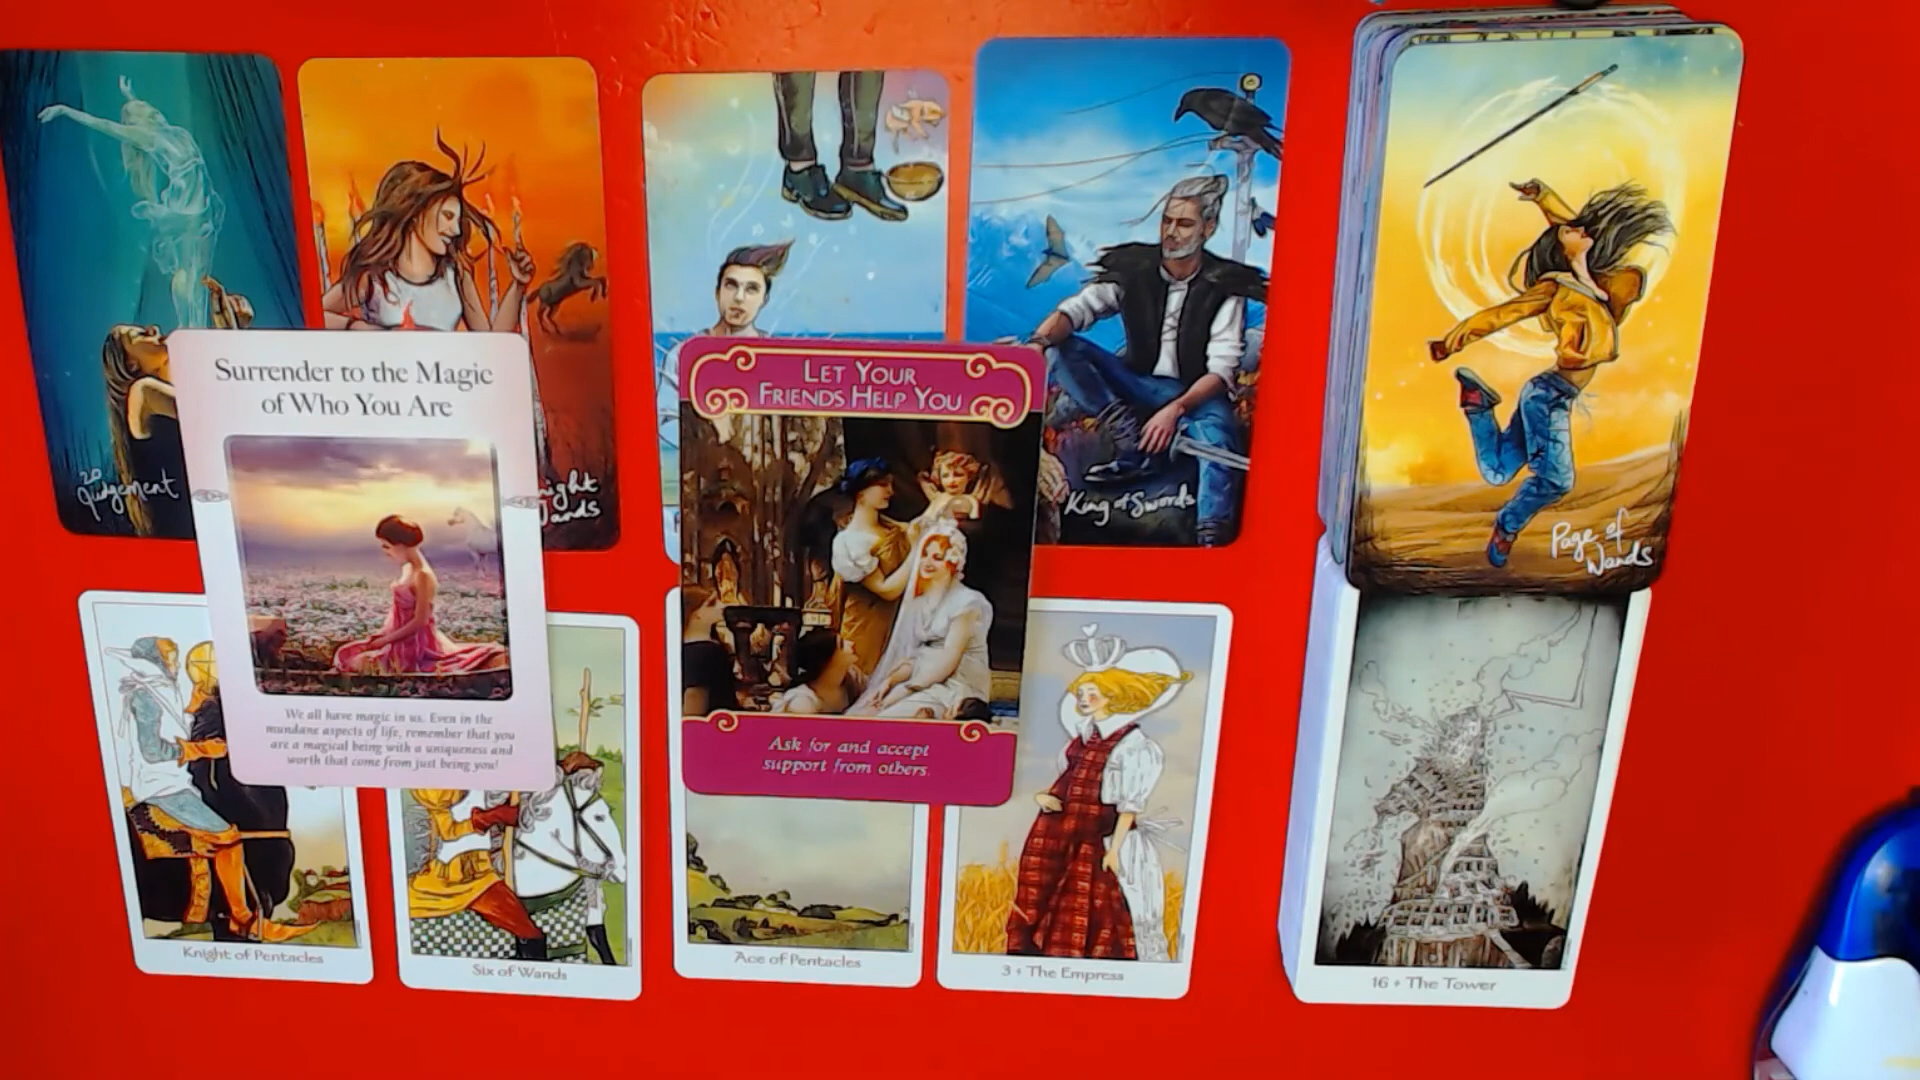 20
Judgement
King of Swords
Page of
Wands
Surrender to the Magic
of Who You Are
We all have magic in us. Even in the
mundane aspects of life, remember that you
are a magical being with a uniqueness and
worth that come from just being you!
LET YOUR
FRIENDS HELP YOU
Ask for and accept
support from others.
Knight of Pentacles
Six of Wands
Ace of Pentacles
3 + The Empress
16 + The Tower